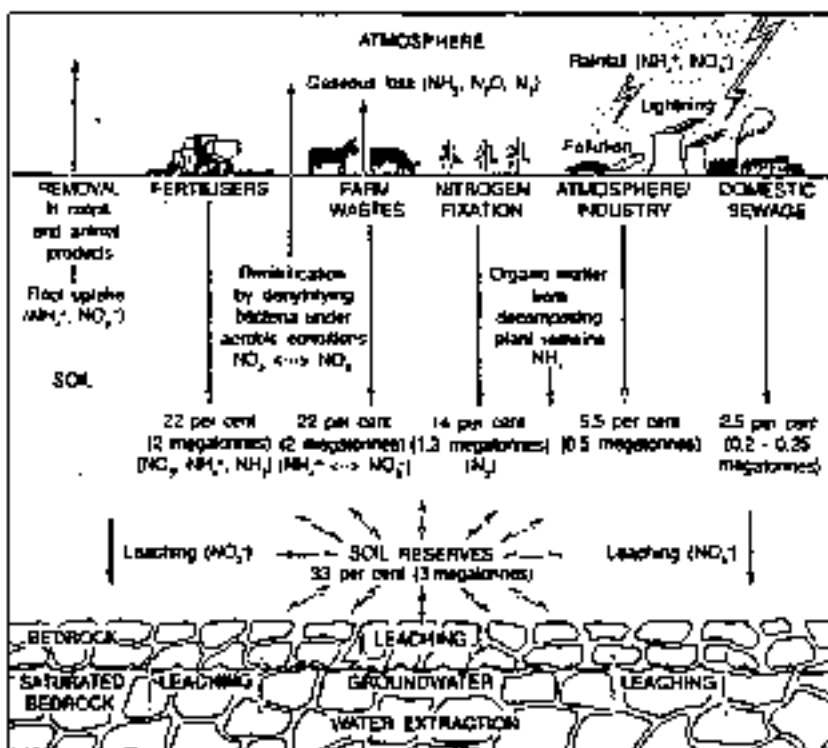 ATMOSPHERE
Rainfall (NH₄⁺, NO₃⁻)
Gaseous loss (NH₃, N₂O, N₂)
Lightning
Pollution
REMOVAL
in crops
and animal
products
FERTILISERS
FARM
WASTES
NITROGEN
FIXATION
ATMOSPHERE/
INDUSTRY
DOMESTIC
SEWAGE
Root uptake
(NH₄⁺, NO₃⁻)
Denitrification
by denitrifying
bacteria under
aerobic conditions
Organic matter
from
decomposing
plant remains
SOIL
22 per cent
(2 megatonnes)
22 per cent
(2 megatonnes)
14 per cent
(1.3 megatonnes)
(N₂)
5.5 per cent
(0.5 megatonnes)
2.5 per cent
(0.2 - 0.25
megatonnes)
Leaching (NO₃⁻)
SOIL RESERVES
33 per cent (3 megatonnes)
Leaching (NO₃⁻)
BEDROCK
LEACHING
SATURATED
BEDROCK
LEACHING
GROUNDWATER
LEACHING
WATER EXTRACTION